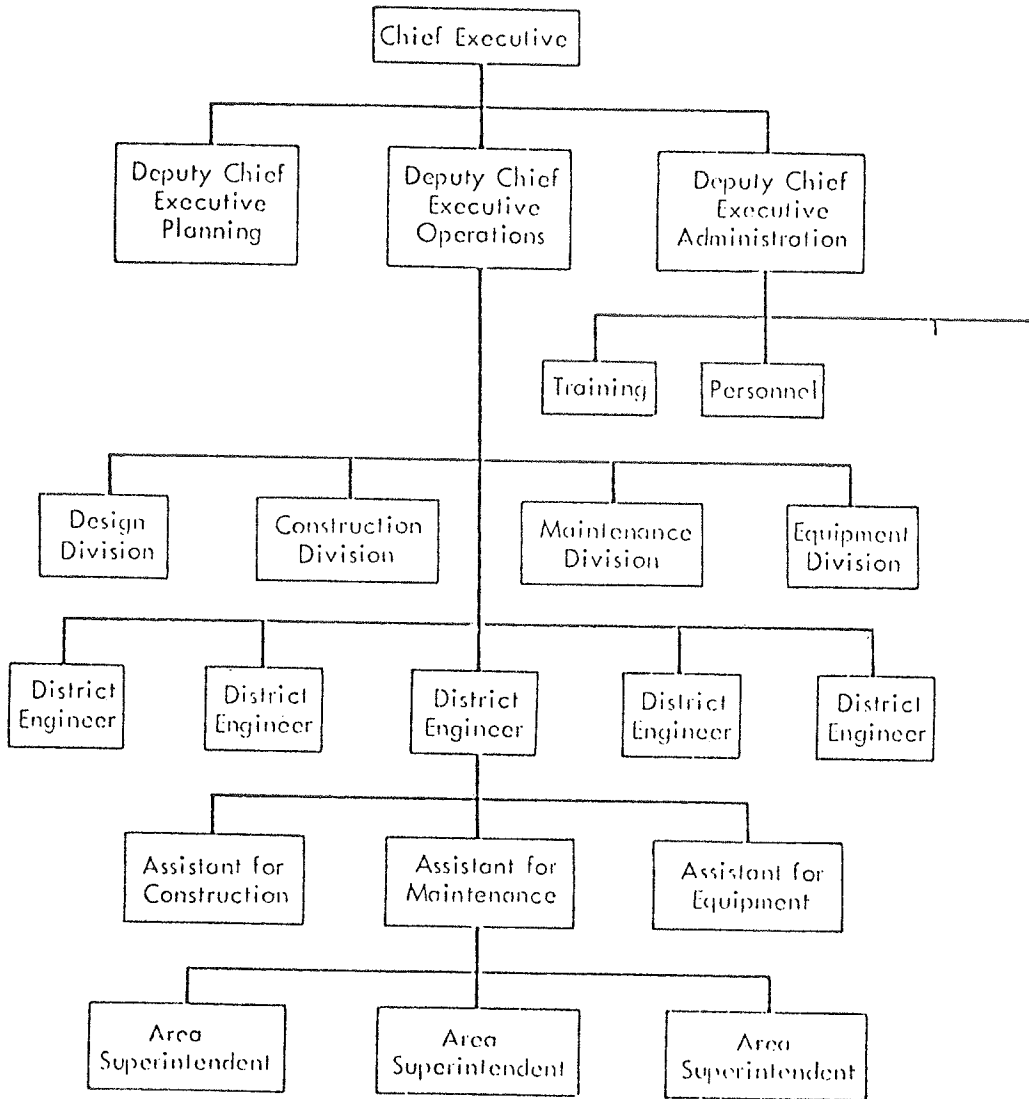 Chief Executive
Deputy Chief
Executive
Planning
Deputy Chief
Executive
Operations
Deputy Chief
Executive
Administration
Training
Personnel
Design
Division
Construction
Division
Maintenance
Division
Equipment
Division
District
Engineer
District
Engineer
District
Engineer
District
Engineer
District
Engineer
Assistant for
Construction
Assistant for
Maintenance
Assistant for
Equipment
Area
Superintendent
Area
Superintendent
Area
Superintendent